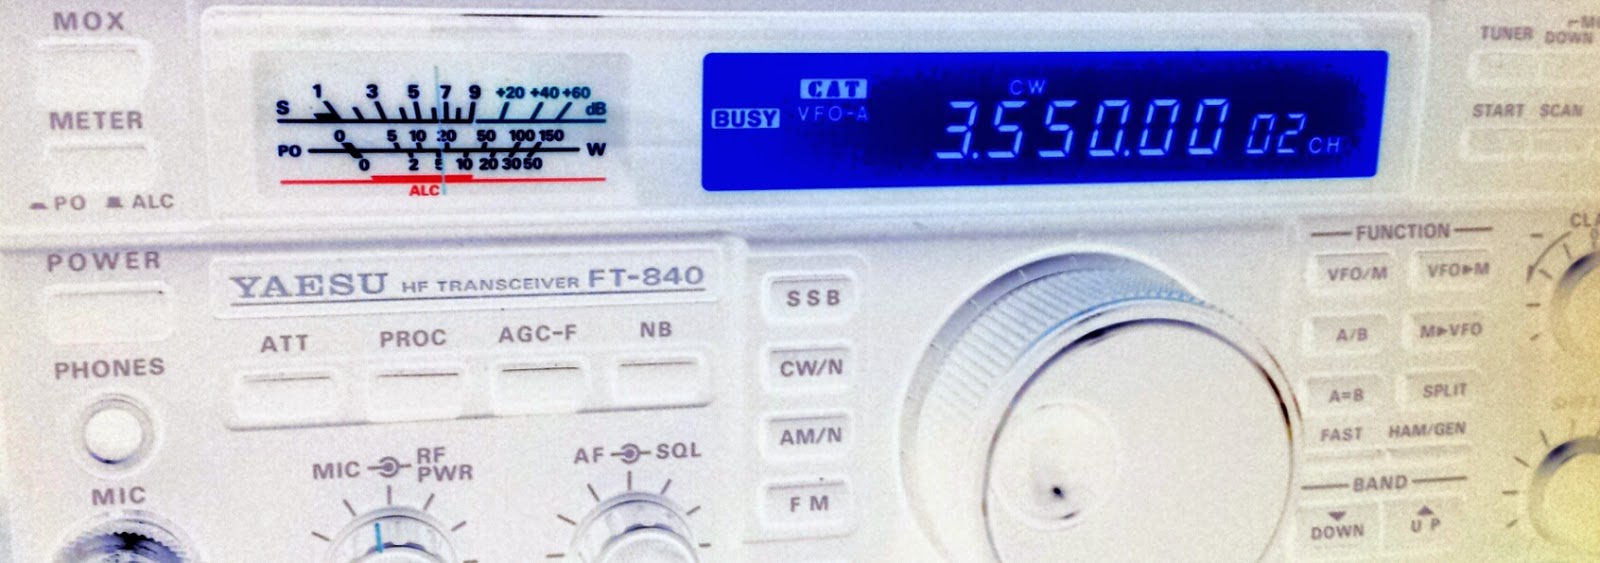 MOX
METER
PO ALC
POWER
PHONES
MIC
S 1 3 5 7 9 +20 +40 +60 dB
0 5 10 20 50 100 150
PO W
0 2 5 10 20 30 50
ALC
BUSY
CAT
VFO-A
CW
3.550.00 02 CH
TUNER DOWN
START SCAN
YAESU HF TRANSCEIVER FT-840
ATT PROC AGC-F NB
MIC RF PWR
AF SQL
SSB
CW/N
AM/N
FM
FUNCTION
VFO/M VFO▶M
A/B M▶VFO
A=B SPLIT
FAST HAM/GEN
BAND
DOWN UP